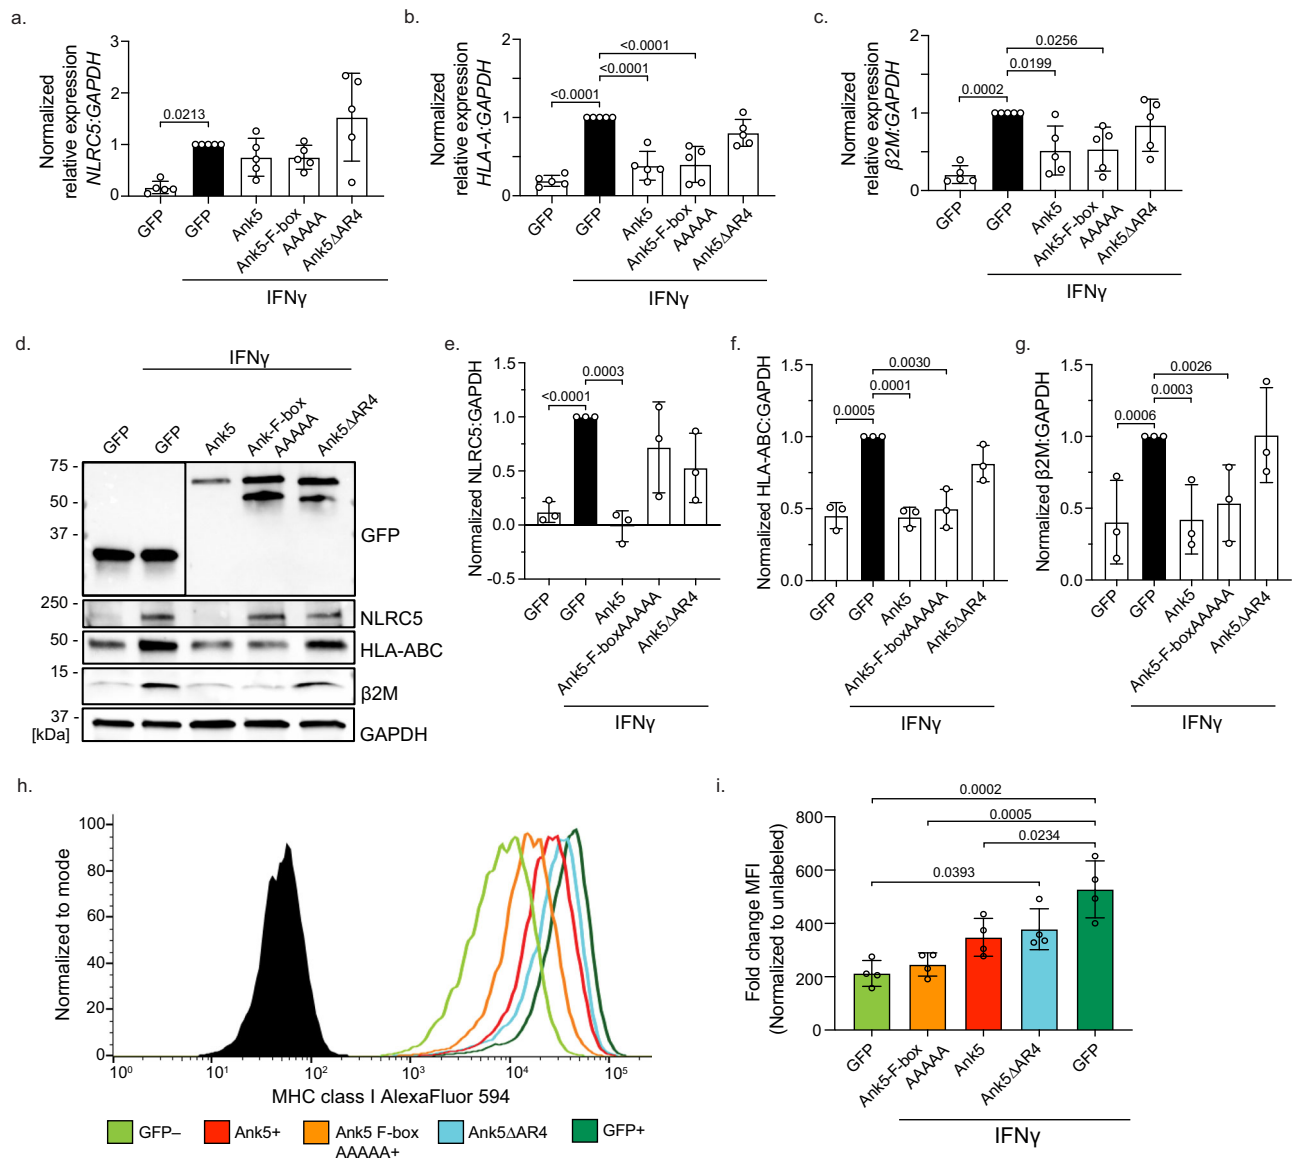 a.
Normalized
relative expression
NLRC5:GAPDH
3
2
1
0
0.0213
GFP
GFP
Ank5
Ank5-F-box
AAAAA
Ank5ΔAR4
IFNγ
b.
Normalized
relative expression
HLA-A:GAPDH
2
1
0
<0.0001
<0.0001
<0.0001
GFP
GFP
Ank5
Ank5-F-box
AAAAA
Ank5ΔAR4
IFNγ
c.
Normalized
relative expression
β2M:GAPDH
2
1
0
0.0256
0.0199
0.0002
GFP
GFP
Ank5
Ank5-F-box
AAAAA
Ank5ΔAR4
IFNγ
d.
IFNγ
GFP
GFP
Ank5
Ank-F-box
AAAAA
Ank5ΔAR4
75 -
50 -
37 -
GFP
250 -
NLRC5
50 -
HLA-ABC
15 -
β2M
37 -
[kDa]
GAPDH
e.
Normalized NLRC5:GAPDH
1.5
1.0
0.5
0.0
-0.5
0.0003
<0.0001
GFP
GFP
Ank5
Ank5-F-boxAAAAA
Ank5ΔAR4
IFNγ
f.
Normalized HLA-ABC:GAPDH
1.5
1.0
0.5
0.0
0.0030
0.0001
0.0005
GFP
GFP
Ank5
Ank5-F-boxAAAAA
Ank5ΔAR4
IFNγ
g.
Normalized β2M:GAPDH
1.5
1.0
0.5
0.0
0.0026
0.0003
0.0006
GFP
GFP
Ank5
Ank5-F-boxAAAAA
Ank5ΔAR4
IFNγ
h.
Normalized to mode
100
80
60
40
20
0
10⁰ 10¹ 10² 10³ 10⁴ 10⁵
MHC class I AlexaFluor 594
GFP–
Ank5+
Ank5 F-box
AAAAA+
Ank5ΔAR4
GFP+
i.
Fold change MFI
(Normalized to unlabeled)
800
600
400
200
0
0.0002
0.0005
0.0234
0.0393
GFP
Ank5-F-box
AAAAA
Ank5
Ank5ΔAR4
GFP
IFNγ